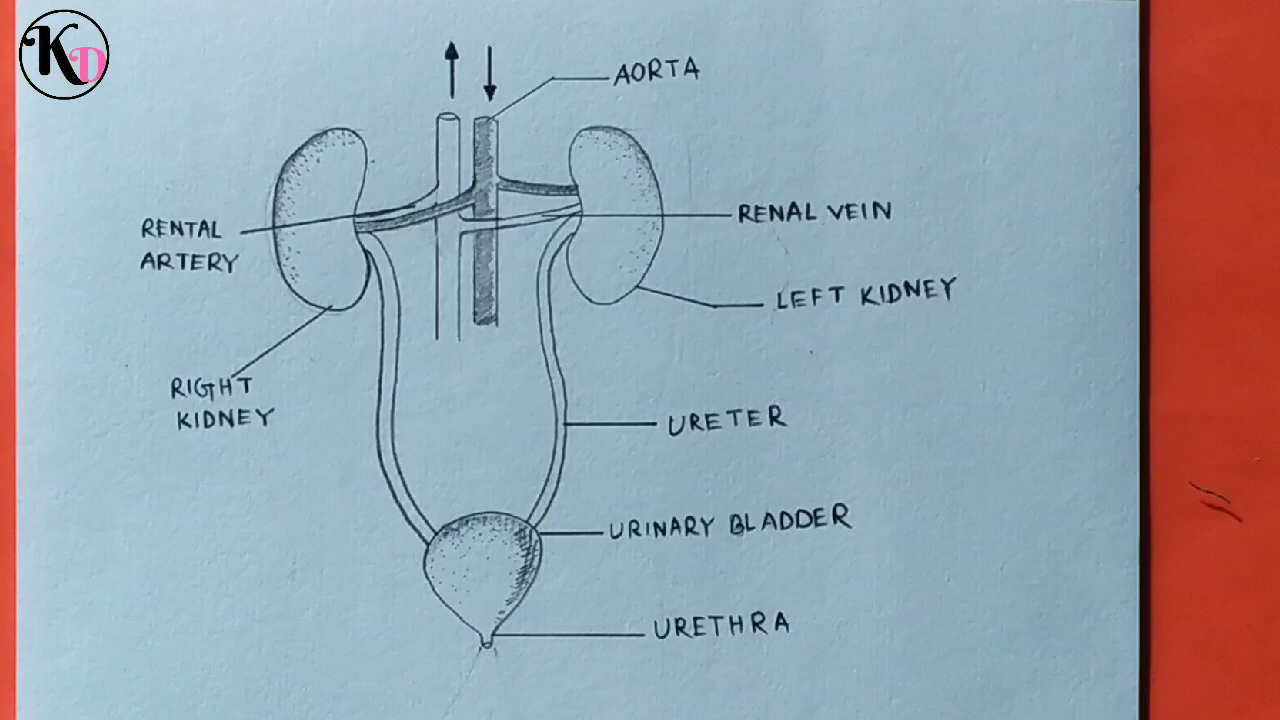 KD
AORTA
RENTAL
ARTERY
RENAL VEIN
LEFT KIDNEY
RIGHT
KIDNEY
URETER
URINARY BLADDER
URETHRA